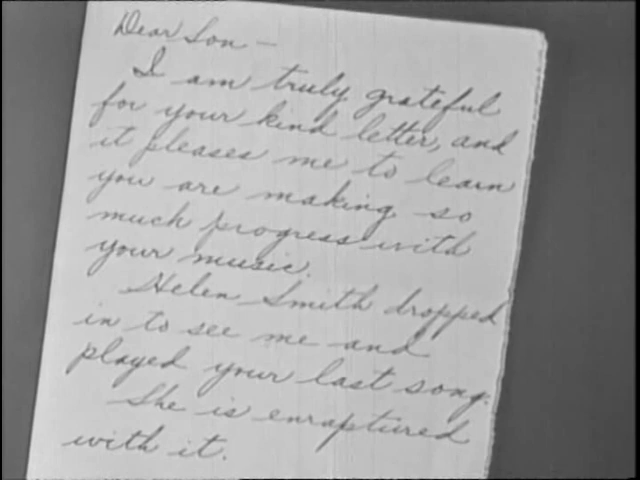 Dear Son —
I am truly grateful
for your kind letter, and
it pleases me to learn
you are making so
much progress with
your music.
Helen Smith dropped
in to see me and
played your last song.
She is enraptured
with it.